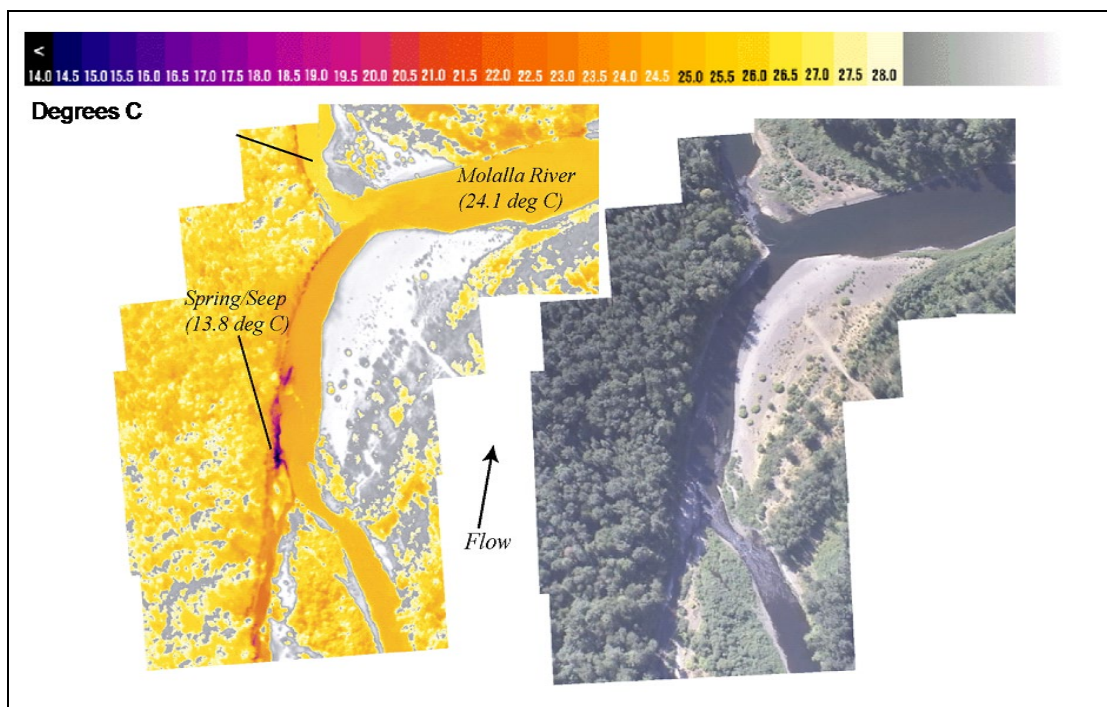 <
14.0 14.5 15.0 15.5 16.0 16.5 17.0 17.5 18.0 18.5 19.0 19.5 20.0 20.5 21.0 21.5 22.0 22.5 23.0 23.5 24.0 24.5 25.0 25.5 26.0 26.5 27.0 27.5 28.0
Degrees C
Molalla River
(24.1 deg C)
Spring/Seep
(13.8 deg C)
Flow